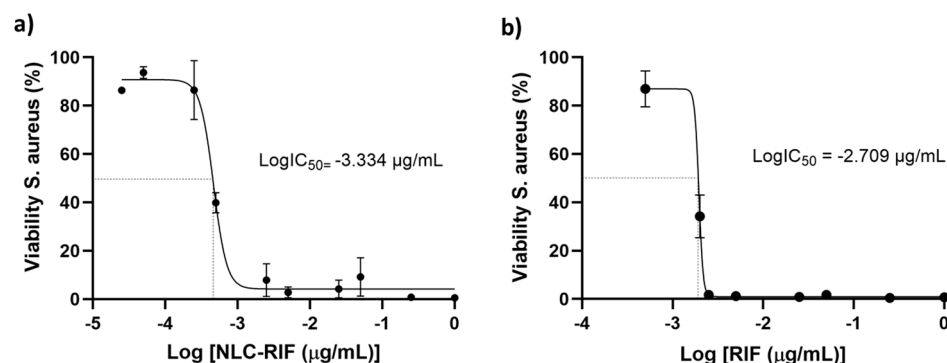 a)
Viability S. aureus (%)
100
80
60
40
20
0
LogIC50= -3.334 µg/mL
-5 -4 -3 -2 -1 0
Log [NLC-RIF (µg/mL)]
b)
Viability S. aureus (%)
100
80
60
40
20
0
LogIC50 = -2.709 µg/mL
-4 -3 -2 -1 0
Log [RIF (µg/mL)]